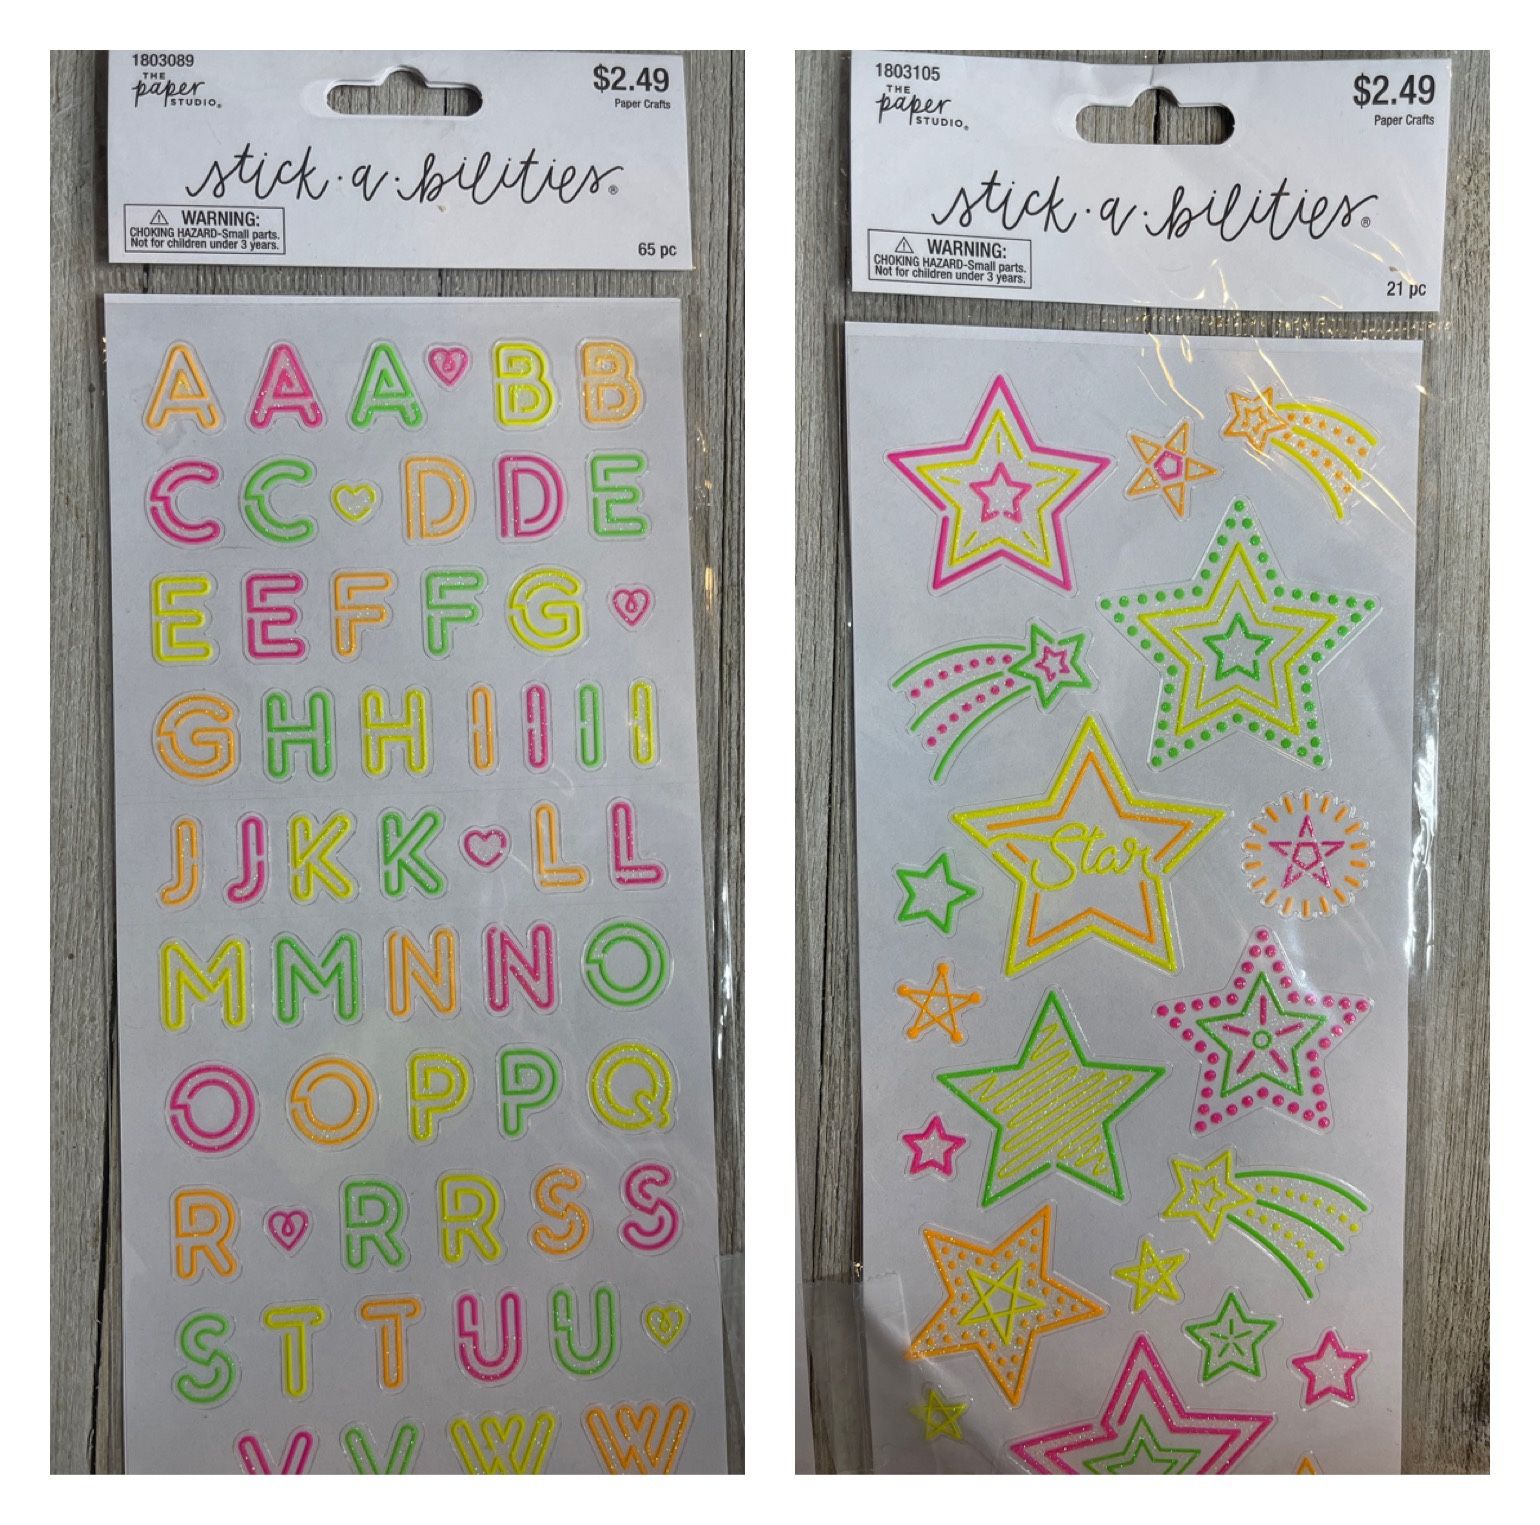 1803089
THE
paper
STUDIO®
$2.49
Paper Crafts
stick·a·bilities®
⚠ WARNING:
CHOKING HAZARD-Small parts.
Not for children under 3 years.
65 pc
A A A B B
C C D D E
E E F F G
G H H I I I I
J J K K L L
M M N N O
O O P P Q
R R R S S
S T T U U
V V W W
1803105
THE
paper
STUDIO®
$2.49
Paper Crafts
stick·a·bilities®
⚠ WARNING:
CHOKING HAZARD-Small parts.
Not for children under 3 years.
21 pc
Star